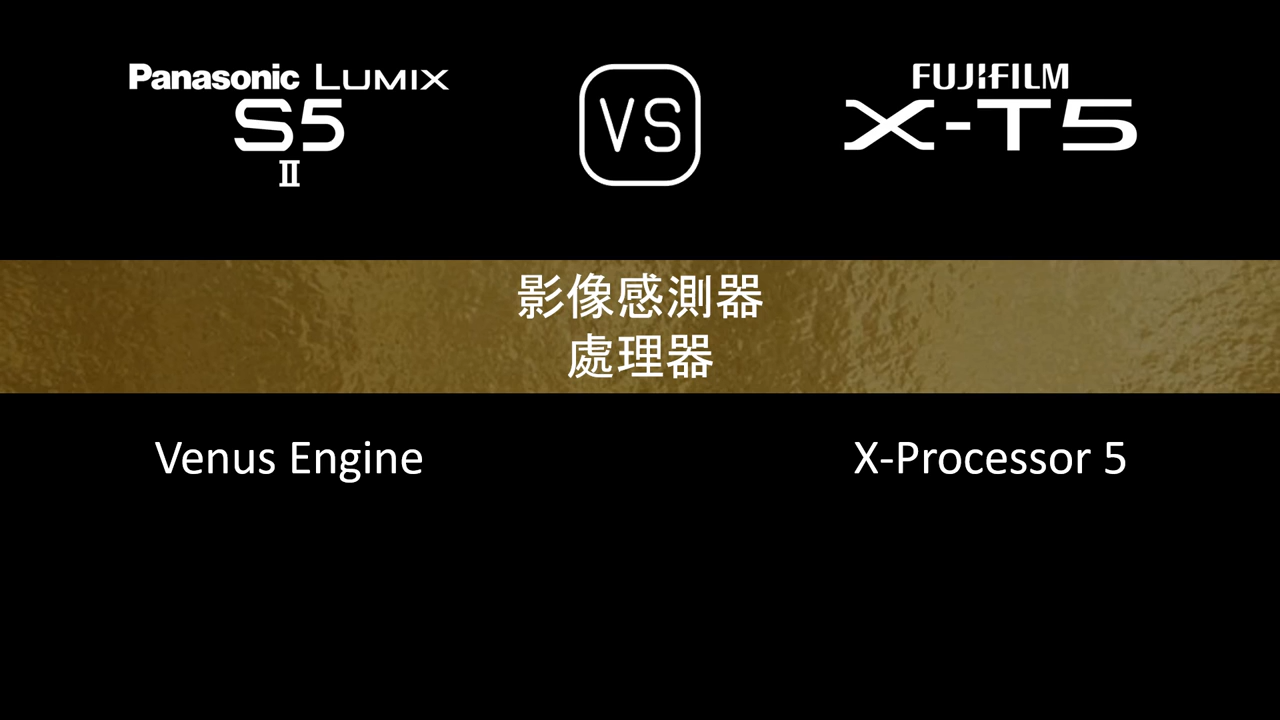 Panasonic LUMIX
S5
II
VS
FUJIFILM
X-T5
影像感測器
處理器
Venus Engine
X-Processor 5